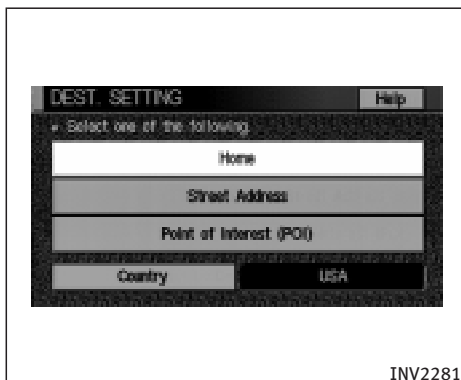 DEST. SETTING Help
Select one of the following.
Home
Street Address
Point of Interest (POI)
Country USA
INV2281